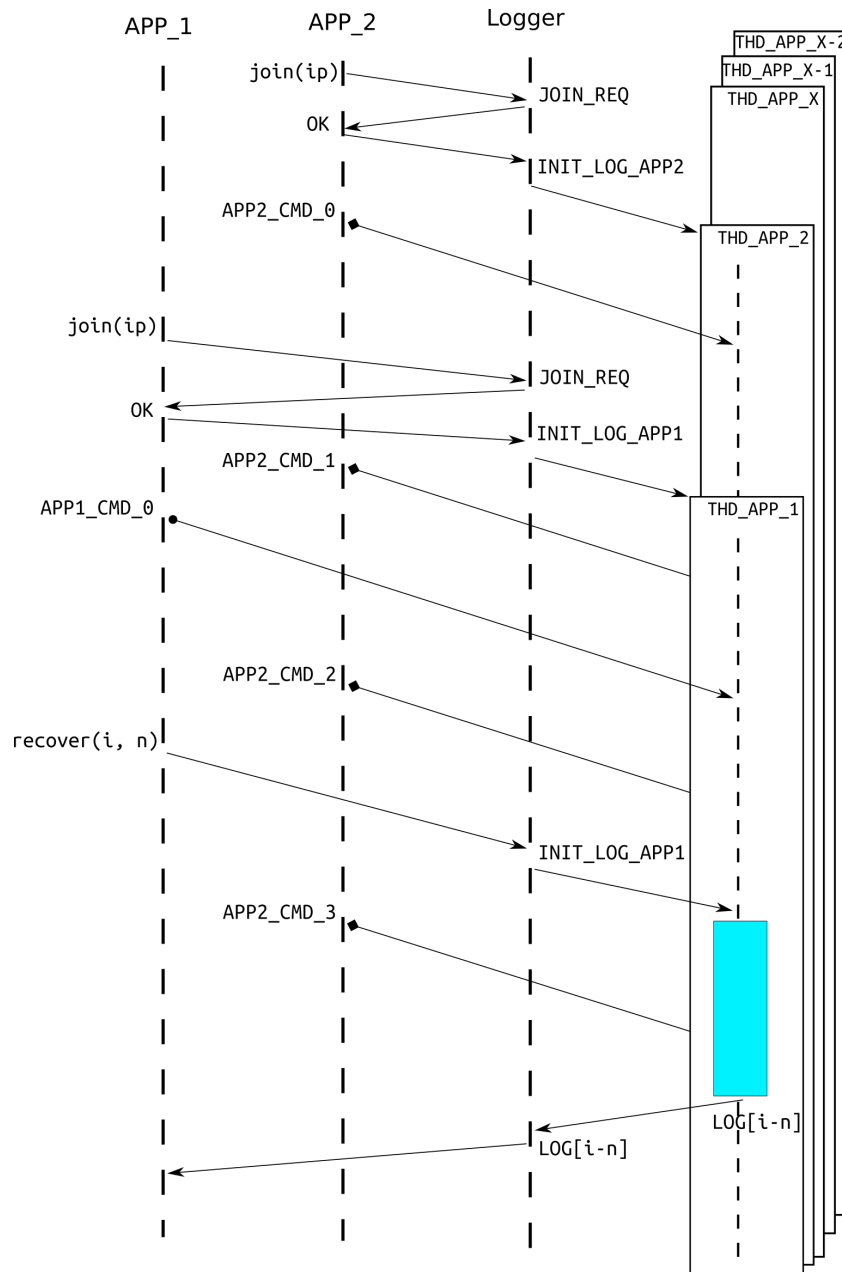 APP_1
APP_2
Logger
THD_APP_X-2
THD_APP_X-1
THD_APP_X
join(ip)
JOIN_REQ
OK
INIT_LOG_APP2
APP2_CMD_0
THD_APP_2
join(ip)
JOIN_REQ
OK
INIT_LOG_APP1
APP2_CMD_1
APP1_CMD_0
THD_APP_1
APP2_CMD_2
recover(i, n)
INIT_LOG_APP1
APP2_CMD_3
LOG[i-n]
LOG[i-n]